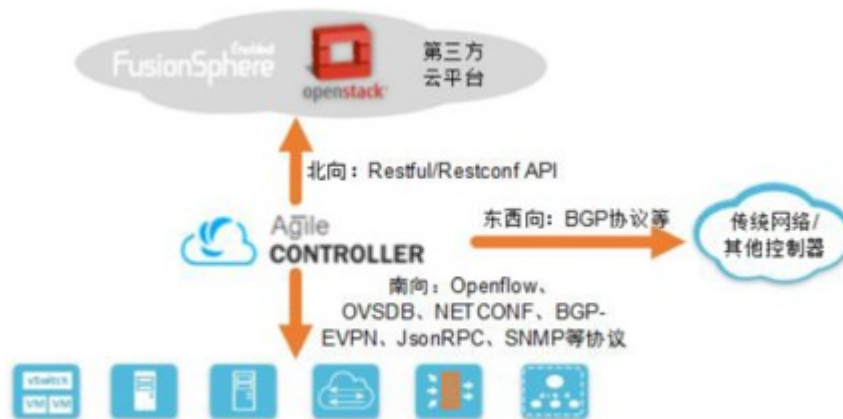 Enabled
FusionSphere
openstack
第三方
云平台
北向：Restful/Restconf API
Agile
CONTROLLER
东西向：BGP协议等
传统网络/
其他控制器
南向：Openflow、
OVSDB、NETCONF、BGP-
EVPN、JsonRPC、SNMP等协议
vSwitch
VM VM